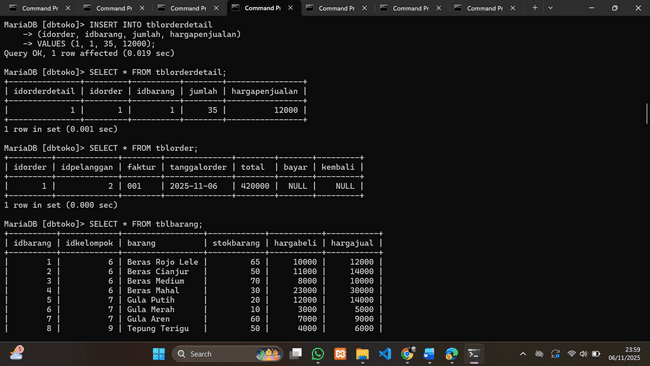 Command Pr
Command Pr
Command Pr
Command Pr
Command Pr
Command Pr
Command Pr
MariaDB [dbtoko]> INSERT INTO tblorderdetail
    -> (idorder, idbarang, jumlah, hargapenjualan)
    -> VALUES (1, 1, 35, 12000);
Query OK, 1 row affected (0.019 sec)
MariaDB [dbtoko]> SELECT * FROM tblorderdetail;
+---------------+---------+----------+--------+----------------+
| idorderdetail | idorder | idbarang | jumlah | hargapenjualan |
+---------------+---------+----------+--------+----------------+
|             1 |       1 |        1 |     35 |          12000 |
+---------------+---------+----------+--------+----------------+
1 row in set (0.001 sec)
MariaDB [dbtoko]> SELECT * FROM tblorder;
+---------+-------------+--------+--------------+--------+-------+---------+
| idorder | idpelanggan | faktur | tanggalorder | total  | bayar | kembali |
+---------+-------------+--------+--------------+--------+-------+---------+
|       1 |           2 | 001    | 2025-11-06   | 420000 |  NULL |    NULL |
+---------+-------------+--------+--------------+--------+-------+---------+
1 row in set (0.000 sec)
MariaDB [dbtoko]> SELECT * FROM tblbarang;
+----------+------------+----------------+------------+-----------+-----------+
| idbarang | idkelompok | barang         | stokbarang | hargabeli | hargajual |
+----------+------------+----------------+------------+-----------+-----------+
|        1 |          6 | Beras Rojo Lele |         65 |     10000 |     12000 |
|        2 |          6 | Beras Cianjur  |         50 |     11000 |     14000 |
|        3 |          6 | Beras Medium   |         70 |      8000 |     10000 |
|        4 |          6 | Beras Mahal    |         30 |     23000 |     30000 |
|        5 |          7 | Gula Putih     |         20 |     12000 |     14000 |
|        6 |          7 | Gula Merah     |         10 |      3000 |      5000 |
|        7 |          7 | Gula Aren      |         60 |      7000 |      9000 |
|        8 |          9 | Tepung Terigu  |         50 |      4000 |      6000 |
Search
23:59
06/11/2025